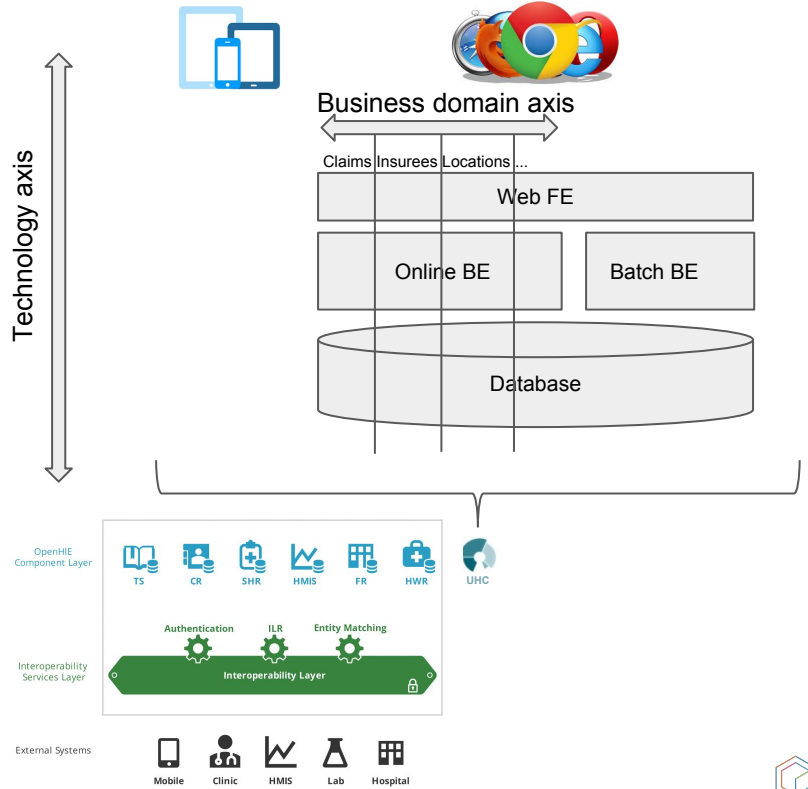 Business domain axis
Technology axis
Claims Insurees Locations ...
Web FE
Online BE
Batch BE
Database
OpenHIE
Component Layer
TS
CR
SHR
HMIS
FR
HWR
UHC
Authentication
ILR
Entity Matching
Interoperability
Services Layer
Interoperability Layer
External Systems
Mobile
Clinic
HMIS
Lab
Hospital